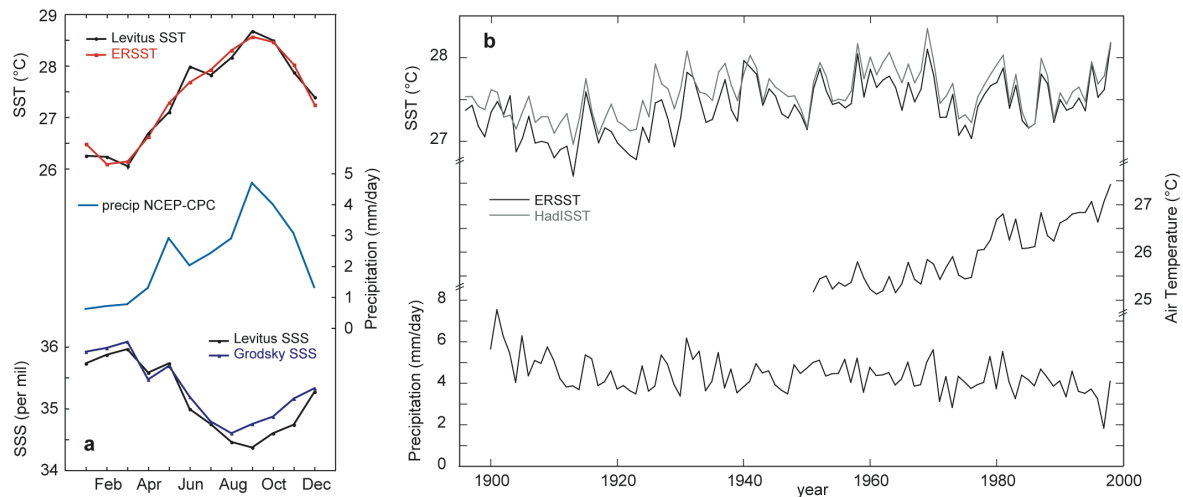 29
28
27
26
SST (°C)
Levitus SST
ERSST
precip NCEP-CPC
5
4
3
2
1
0
Precipitation (mm/day)
Levitus SSS
Grodsky SSS
36
35
34
SSS (per mil)
a
Feb Apr Jun Aug Oct Dec
b
28
27
SST (°C)
ERSST
HadISST
27
26
25
Air Temperature (°C)
8
6
4
2
0
Precipitation (mm/day)
1900 1920 1940 1960 1980 2000
year